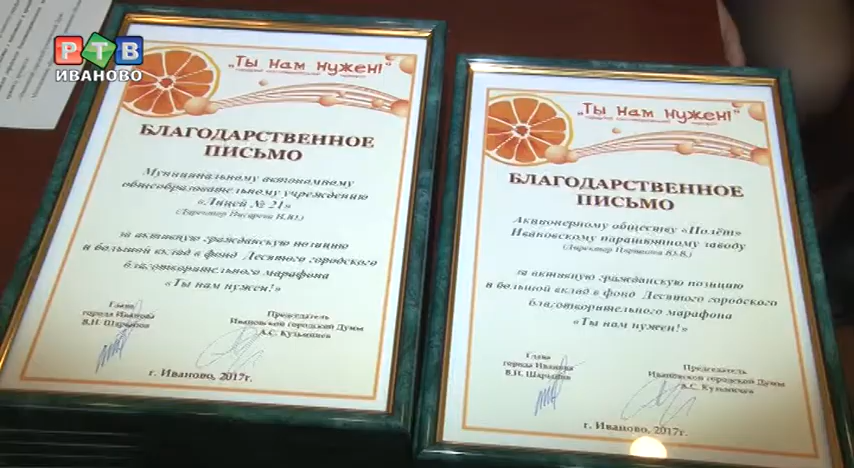 РТВ
ИВАНОВО
„Ты нам нужен!"
БЛАГОДАРСТВЕННОЕ
ПИСЬМО
Муниципальному автономному
общеобразовательному учреждению
«Лицей № 21»
за активную гражданскую позицию
и большой вклад в фонд Десятого городского
благотворительного марафона
«Ты нам нужен!»
Глава
города Иванова
В.Н. Шарыпов
Председатель
Ивановской городской Думы
А.С. Кузьмичев
г. Иваново, 2017г.
„Ты нам нужен!"
БЛАГОДАРСТВЕННОЕ
ПИСЬМО
Акционерному обществу «Полёт»
Ивановскому парашютному заводу
за активную гражданскую позицию
и большой вклад в фонд Десятого городского
благотворительного марафона
«Ты нам нужен!»
Глава
города Иванова
В.Н. Шарыпов
Председатель
Ивановской городской Думы
А.С. Кузьмичев
г. Иваново, 2017г.